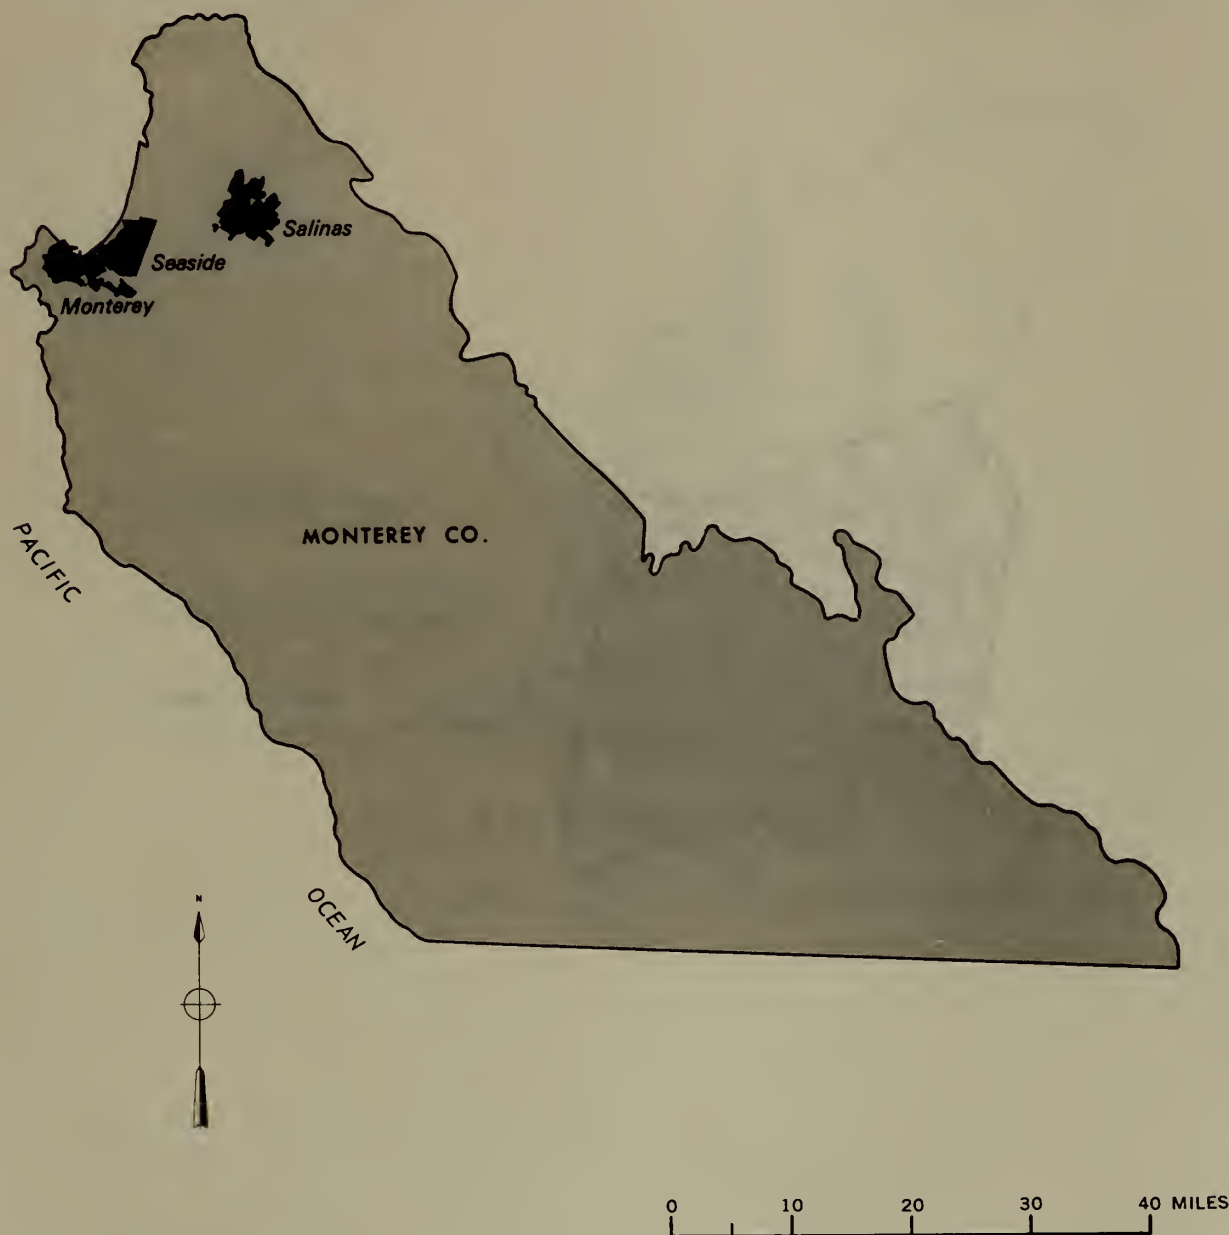 Salinas
Seaside
Monterey
MONTEREY CO.
PACIFIC
OCEAN
N
0 10 20 30 40 MILES